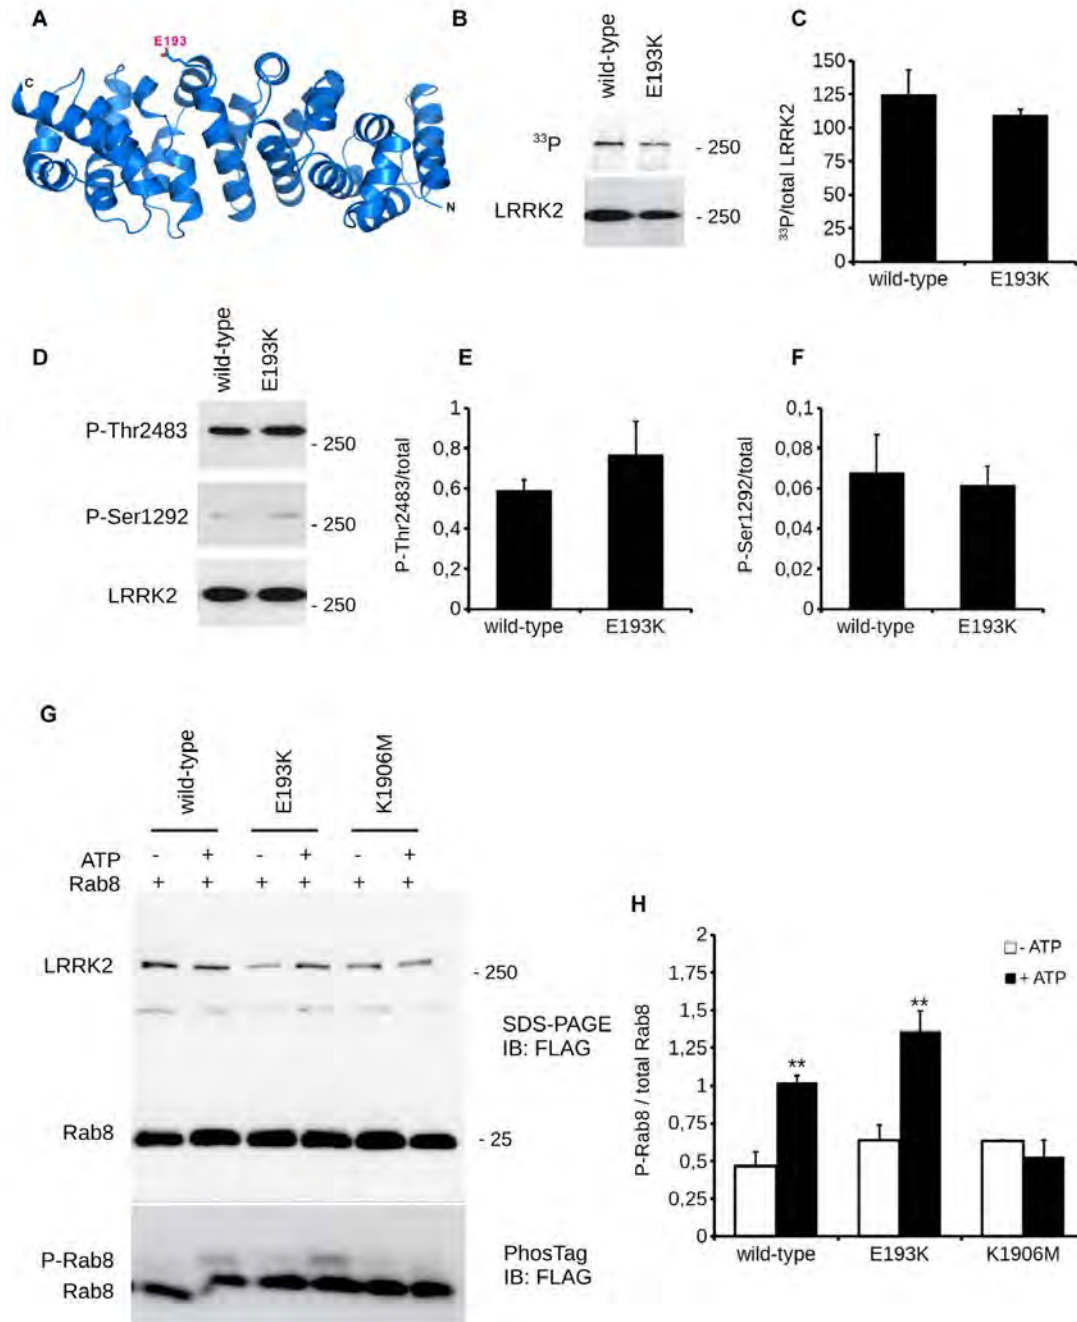 A
E193
C
N
B
wild-type
E193K
³³P
- 250
LRRK2
- 250
C
³³P/total LRRK2
150
125
100
75
50
25
0
wild-type
E193K
D
wild-type
E193K
P-Thr2483
- 250
P-Ser1292
- 250
LRRK2
- 250
E
P-Thr2483/total
1
0,8
0,6
0,4
0,2
0
wild-type
E193K
F
P-Ser1292/total
0,1
0,08
0,06
0,04
0,02
0
wild-type
E193K
G
wild-type
E193K
K1906M
ATP - + - + - +
Rab8 + + + + + +
LRRK2
- 250
SDS-PAGE
IB: FLAG
Rab8
- 25
P-Rab8
Rab8
PhosTag
IB: FLAG
H
P-Rab8 / total Rab8
2
1,75
1,5
1,25
1
0,75
0,5
0,25
0
- ATP
+ ATP
**
**
wild-type
E193K
K1906M